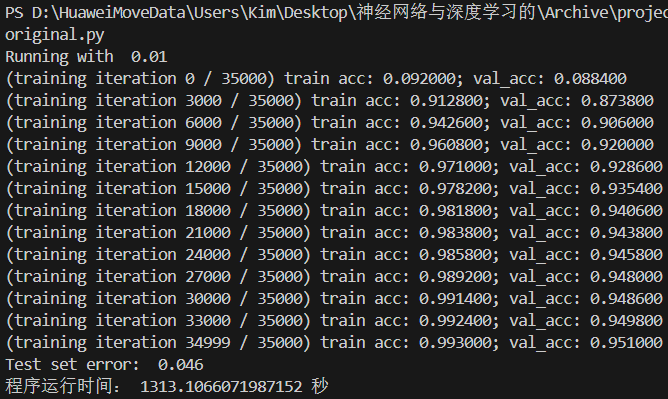 PS D:\HuaweiMoveData\Users\Kim\Desktop\神经网络与深度学习的\Archive\projec
original.py
Running with  0.01
(training iteration 0 / 35000) train acc: 0.092000; val_acc: 0.088400
(training iteration 3000 / 35000) train acc: 0.912800; val_acc: 0.873800
(training iteration 6000 / 35000) train acc: 0.942600; val_acc: 0.906000
(training iteration 9000 / 35000) train acc: 0.960800; val_acc: 0.920000
(training iteration 12000 / 35000) train acc: 0.971000; val_acc: 0.928600
(training iteration 15000 / 35000) train acc: 0.978200; val_acc: 0.935400
(training iteration 18000 / 35000) train acc: 0.981800; val_acc: 0.940600
(training iteration 21000 / 35000) train acc: 0.983800; val_acc: 0.943800
(training iteration 24000 / 35000) train acc: 0.985800; val_acc: 0.945800
(training iteration 27000 / 35000) train acc: 0.989200; val_acc: 0.948000
(training iteration 30000 / 35000) train acc: 0.991400; val_acc: 0.948600
(training iteration 33000 / 35000) train acc: 0.992400; val_acc: 0.949800
(training iteration 34999 / 35000) train acc: 0.993000; val_acc: 0.951000
Test set error:  0.046
程序运行时间： 1313.1066071987152 秒